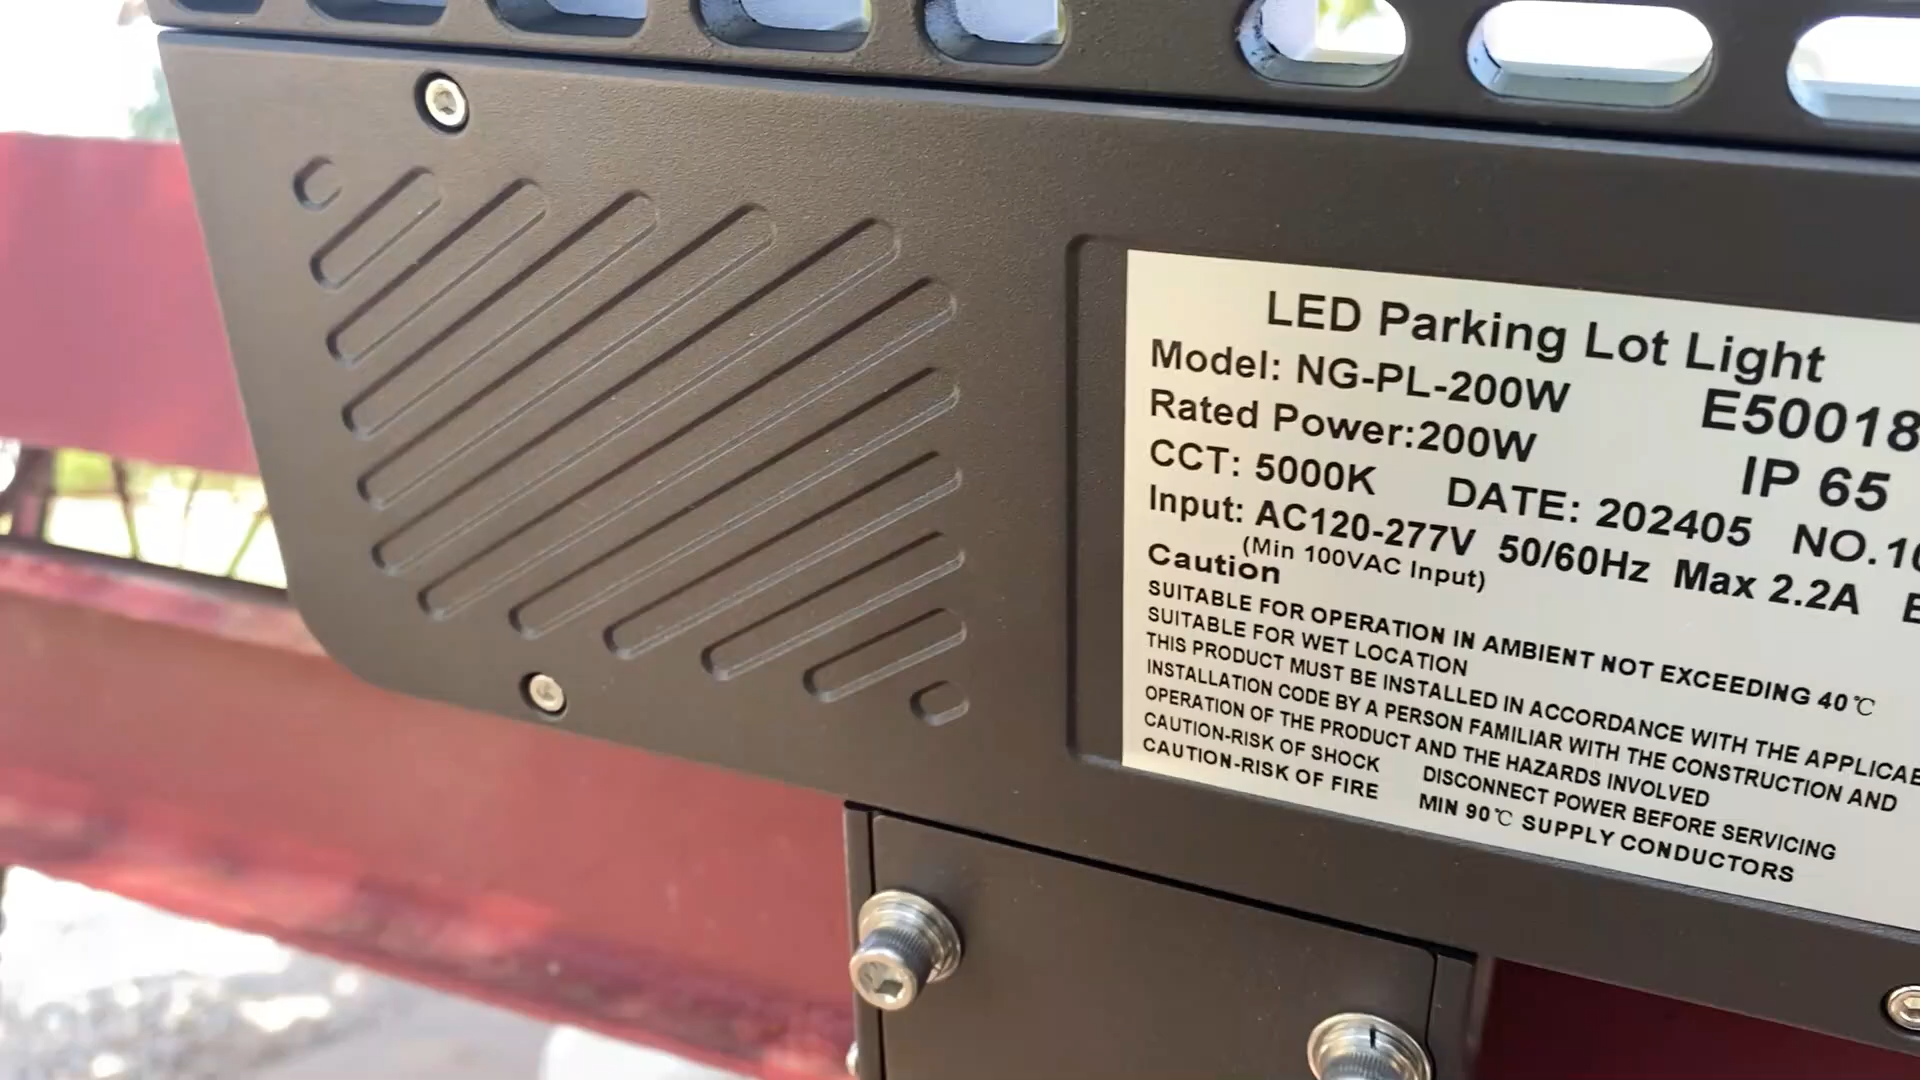 LED Parking Lot Light
Model: NG-PL-200W E50018
Rated Power:200W IP 65
CCT: 5000K DATE: 202405 NO.
Input: AC120-277V 50/60Hz Max 2.2A
(Min 100VAC Input)
Caution
SUITABLE FOR OPERATION IN AMBIENT NOT EXCEEDING 40℃
SUITABLE FOR WET LOCATION
THIS PRODUCT MUST BE INSTALLED IN ACCORDANCE WITH THE
INSTALLATION CODE BY A PERSON FAMILIAR WITH THE CONSTRUCTION AND
OPERATION OF THE PRODUCT AND THE HAZARDS INVOLVED
CAUTION-RISK OF SHOCK DISCONNECT POWER BEFORE SERVICING
CAUTION-RISK OF FIRE MIN 90℃ SUPPLY CONDUCTORS